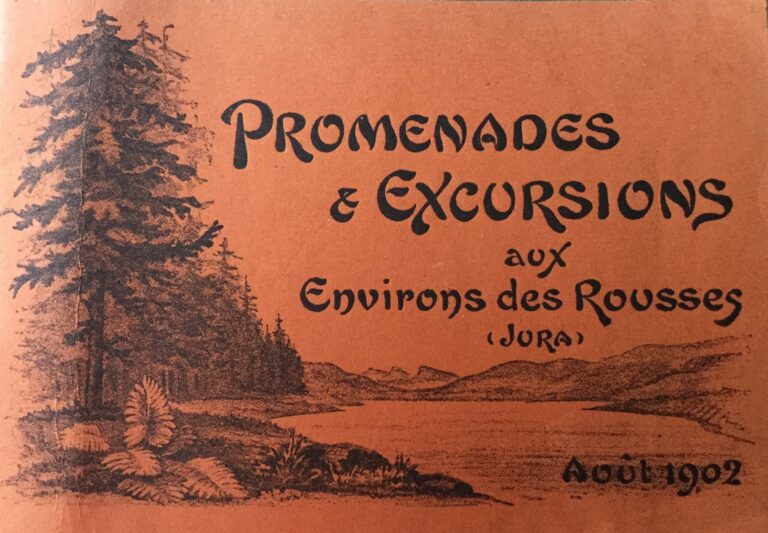 PROMENADES
& EXCURSIONS
aux
Environs des Rousses
(JURA)
Août 1902